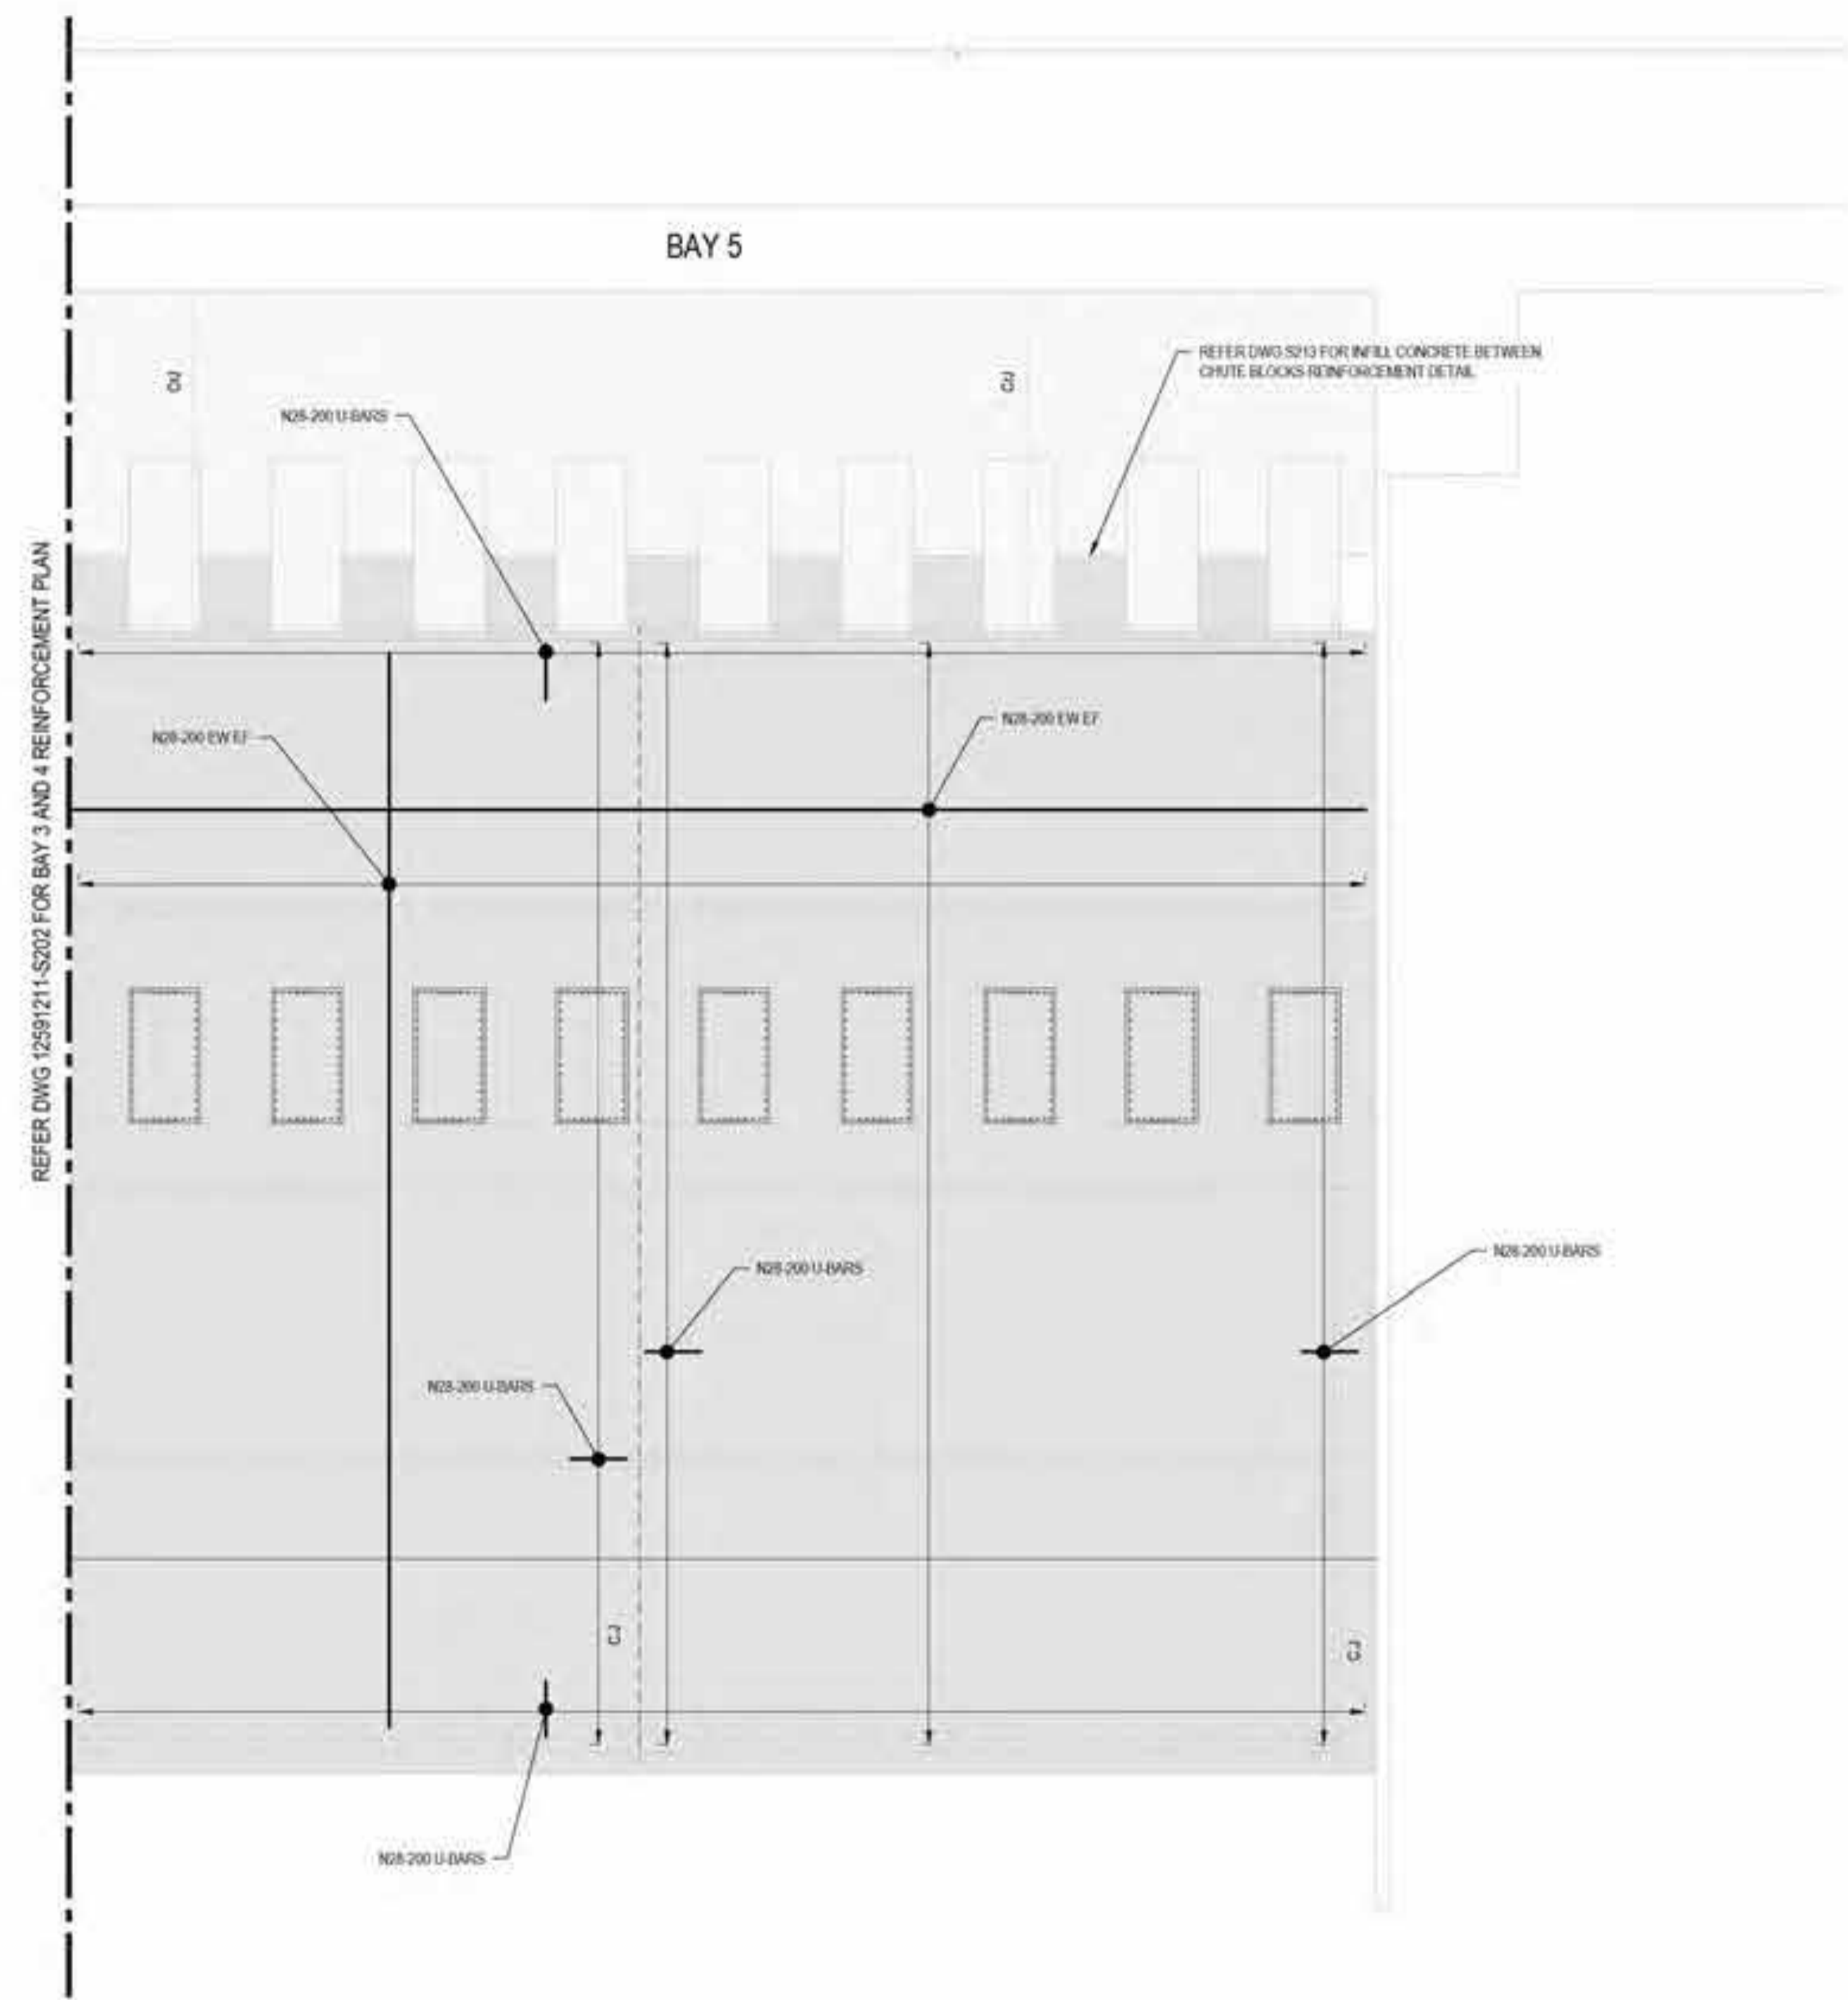 BAY 5
REFER DWG S213 FOR INFILL CONCRETE BETWEEN
CHUTE BLOCKS REINFORCEMENT DETAIL
CJ
CJ
N28-200 U-BARS
REFER DWG 12591211-S202 FOR BAY 3 AND 4 REINFORCEMENT PLAN
N28-200 EW EF
N28-200 EW EF
N28-200 U-BARS
N28-200 U-BARS
N28-200 U-BARS
CJ
CJ
N28-200 U-BARS